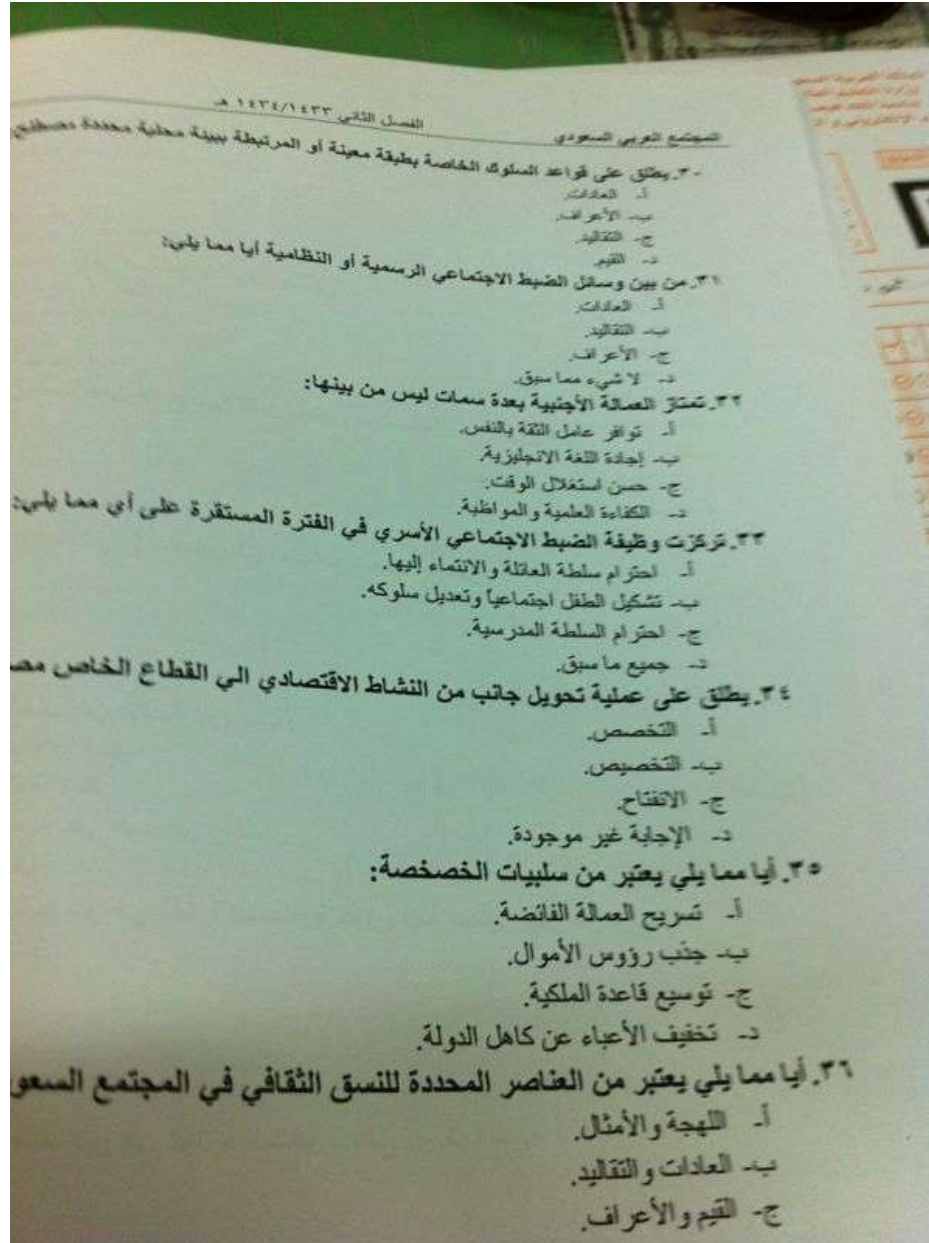 المجتمع العربي السعودي
الفصل الثاني ١٤٣٤/١٤٣٣ هـ
٣٠. يطلق على قواعد السلوك الخاصة بطبقة معينة أو المرتبطة ببيئة محلية محددة مصطلح
أ- العادات.
ب- الأعراف.
ج- التقاليد.
د- القيم.
٣١. من بين وسائل الضبط الاجتماعي الرسمية أو النظامية أيا مما يلي:
أ- العادات.
ب- التقاليد.
ج- الأعراف.
د- لا شيء مما سبق.
٣٢. تمتاز العمالة الأجنبية بعدة سمات ليس من بينها:
أ- توافر عامل الثقة بالنفس.
ب- إجادة اللغة الانجليزية.
ج- حسن استغلال الوقت.
د- الكفاءة العلمية والمواظبة.
٣٣. تركزت وظيفة الضبط الاجتماعي الأسري في الفترة المستقرة على أي مما يلي:
أ- احترام سلطة العائلة والانتماء إليها.
ب- تشكيل الطفل اجتماعياً وتعديل سلوكه.
ج- احترام السلطة المدرسية.
د- جميع ما سبق.
٣٤. يطلق على عملية تحويل جانب من النشاط الاقتصادي الي القطاع الخاص مص
أ- التخصص.
ب- التخصيص.
ج- الانفتاح.
د- الإجابة غير موجودة.
٣٥. أيا مما يلي يعتبر من سلبيات الخصخصة:
أ- تسريح العمالة الفائضة.
ب- جذب رؤوس الأموال.
ج- توسيع قاعدة الملكية.
د- تخفيف الأعباء عن كاهل الدولة.
٣٦. أيا مما يلي يعتبر من العناصر المحددة للنسق الثقافي في المجتمع السعو
أ- اللهجة والأمثال.
ب- العادات والتقاليد.
ج- القيم والأعراف.